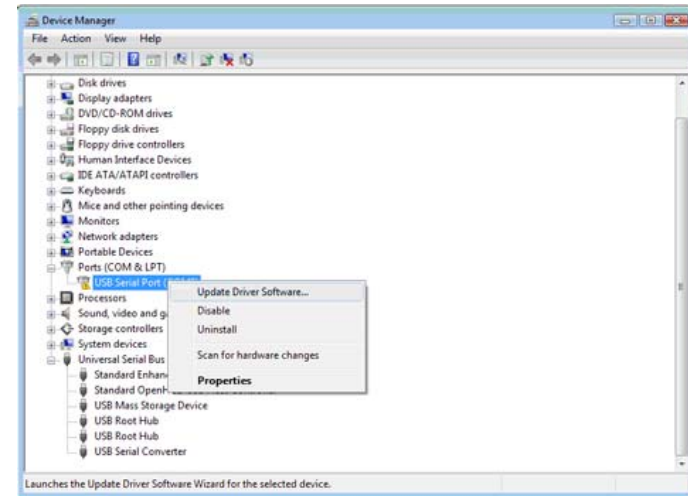 Device Manager
File Action View Help
Disk drives
Display adapters
DVD/CD-ROM drives
Floppy disk drives
Floppy drive controllers
Human Interface Devices
IDE ATA/ATAPI controllers
Keyboards
Mice and other pointing devices
Monitors
Network adapters
Portable Devices
Ports (COM & LPT)
USB Serial Port
Processors
Sound, video and
Storage controllers
System devices
Universal Serial Bus
Standard
Standard
USB Mass Storage Device
USB Root Hub
USB Root Hub
USB Serial Converter
Update Driver Software...
Disable
Uninstall
Scan for hardware changes
Properties
Launches the Update Driver Software Wizard for the selected device.